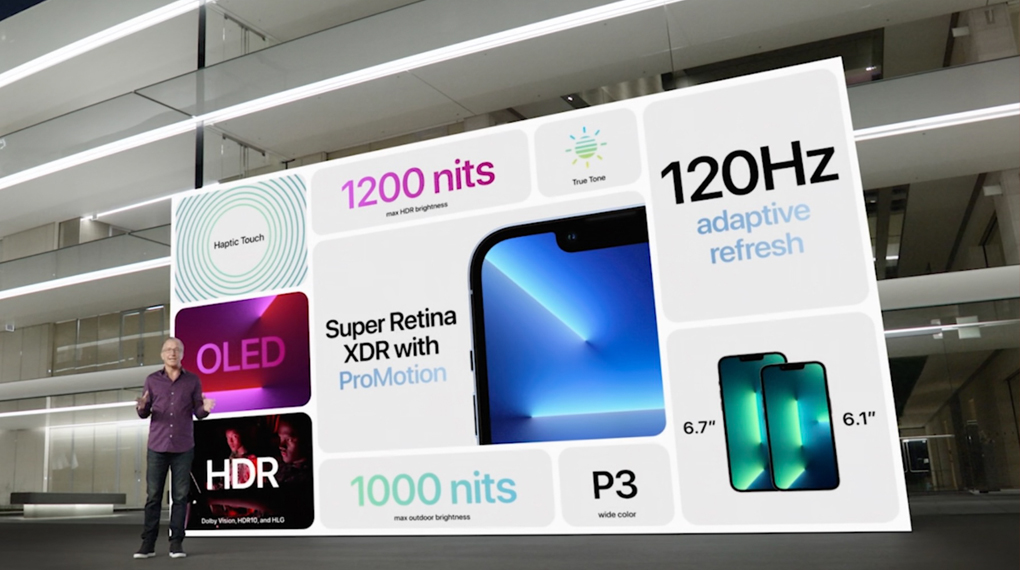 Haptic Touch
1200 nits
max HDR brightness
True Tone
120Hz
adaptive
refresh
OLED
Super Retina
XDR with
ProMotion
6.7″
6.1″
HDR
Dolby Vision, HDR10, and HLG
1000 nits
max outdoor brightness
P3
wide color